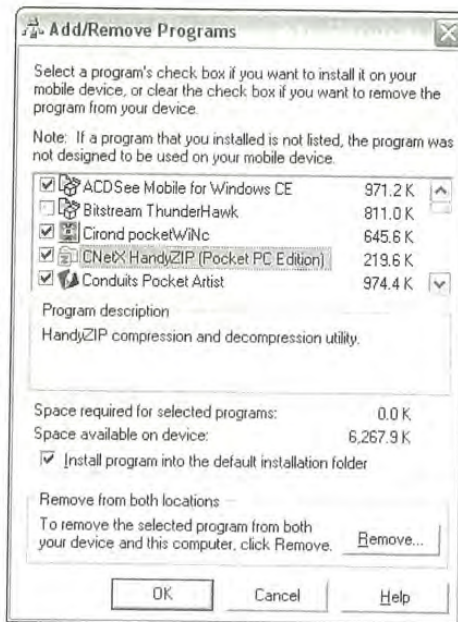 Add/Remove Programs
Select a program's check box if you want to install it on your
mobile device, or clear the check box if you want to remove the
program from your device.
Note: If a program that you installed is not listed, the program was
not designed to be used on your mobile device.
ACDSee Mobile for Windows CE 971.2 K
Bitstream ThunderHawk 811.0 K
Cirond pocketWiNc 645.6 K
CNetX HandyZIP (Pocket PC Edition) 219.6 K
Conduits Pocket Artist 974.4 K
Program description
HandyZIP compression and decompression utility.
Space required for selected programs: 0.0 K
Space available on device: 6,267.9 K
Install program into the default installation folder
Remove from both locations
To remove the selected program from both
your device and this computer, click Remove.
Remove...
OK Cancel Help